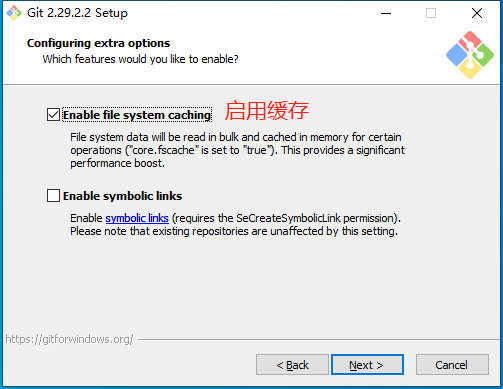 Git 2.29.2.2 Setup
Configuring extra options
Which features would you like to enable?
Enable file system caching 启用缓存
File system data will be read in bulk and cached in memory for certain
operations ("core.fscache" is set to "true"). This provides a significant
performance boost.
Enable symbolic links
Enable symbolic links (requires the SeCreateSymbolicLink permission).
Please note that existing repositories are unaffected by this setting.
https://gitforwindows.org/
< Back Next > Cancel